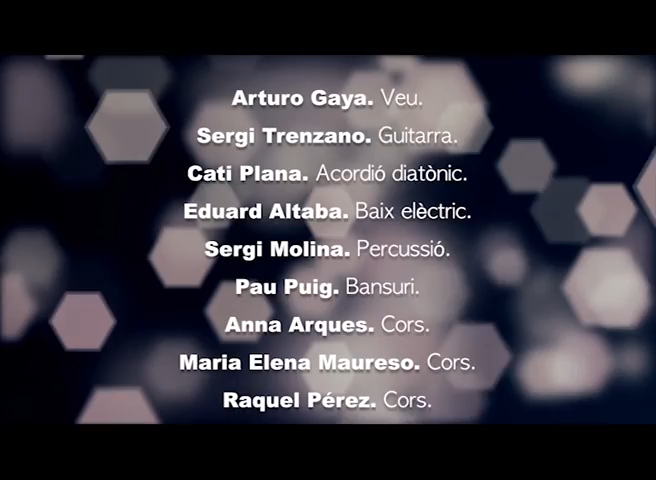 Arturo Gaya. Veu.
Sergi Trenzano. Guitarra.
Cati Plana. Acordió diatònic.
Eduard Altaba. Baix elèctric.
Sergi Molina. Percussió.
Pau Puig. Bansuri.
Anna Arques. Cors.
Maria Elena Maureso. Cors.
Raquel Pérez. Cors.